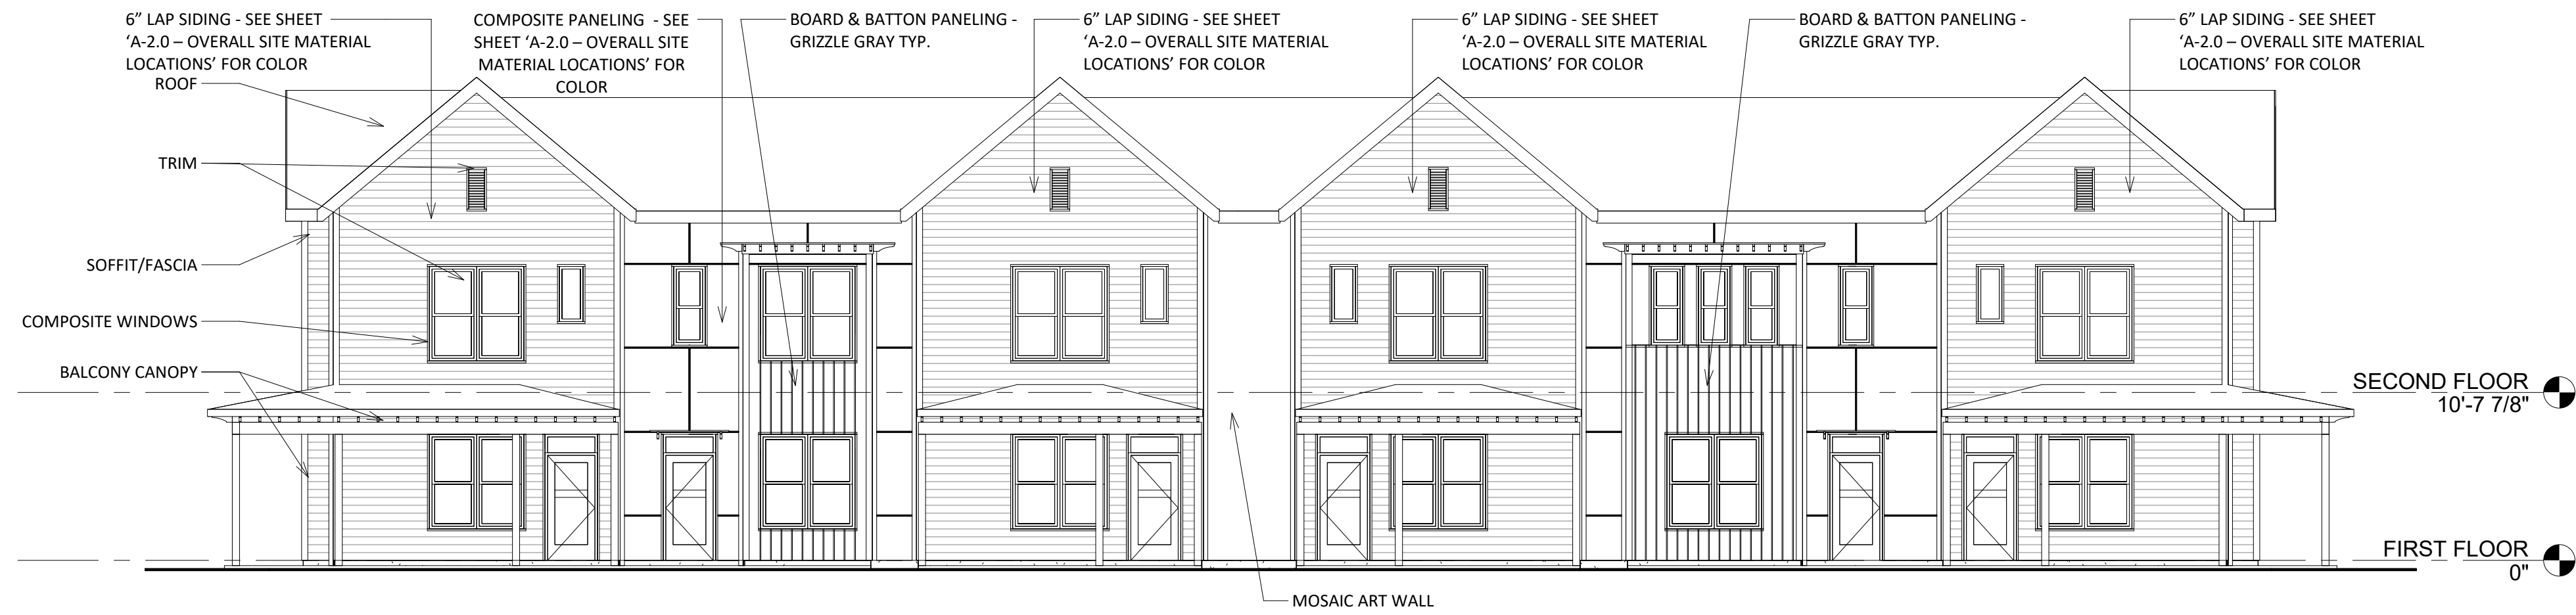 6” LAP SIDING - SEE SHEET
‘A-2.0 – OVERALL SITE MATERIAL
LOCATIONS’ FOR COLOR
COMPOSITE PANELING - SEE
SHEET ‘A-2.0 – OVERALL SITE
MATERIAL LOCATIONS’ FOR
COLOR
BOARD & BATTON PANELING -
GRIZZLE GRAY TYP.
6” LAP SIDING - SEE SHEET
‘A-2.0 – OVERALL SITE MATERIAL
LOCATIONS’ FOR COLOR
6” LAP SIDING - SEE SHEET
‘A-2.0 – OVERALL SITE MATERIAL
LOCATIONS’ FOR COLOR
BOARD & BATTON PANELING -
GRIZZLE GRAY TYP.
6” LAP SIDING - SEE SHEET
‘A-2.0 – OVERALL SITE MATERIAL
LOCATIONS’ FOR COLOR
ROOF
TRIM
SOFFIT/FASCIA
COMPOSITE WINDOWS
BALCONY CANOPY
SECOND FLOOR
10'-7 7/8"
FIRST FLOOR
0"
MOSAIC ART WALL